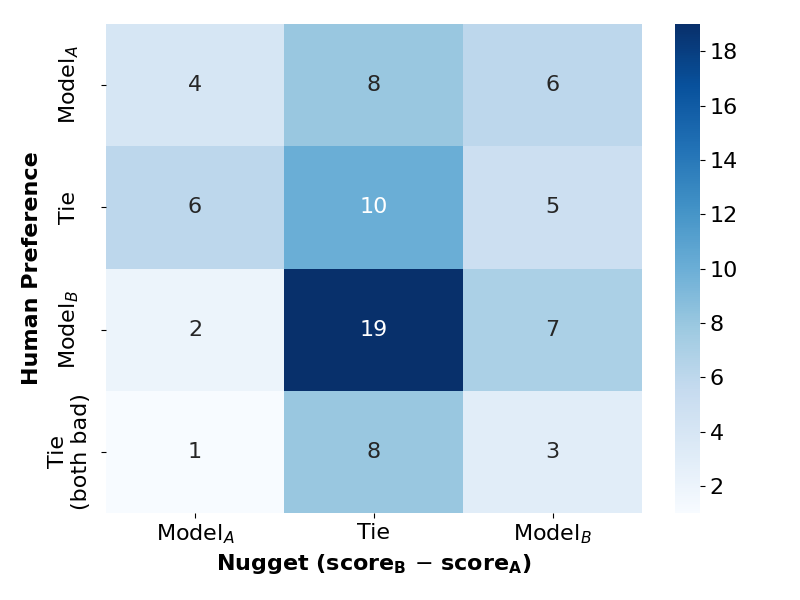 Human Preference
Model_A
4 8 6
Tie
6 10 5
Model_B
2 19 7
Tie
(both bad)
1 8 3
Model_A Tie Model_B
Nugget (score_B − score_A)
18
16
14
12
10
8
6
4
2